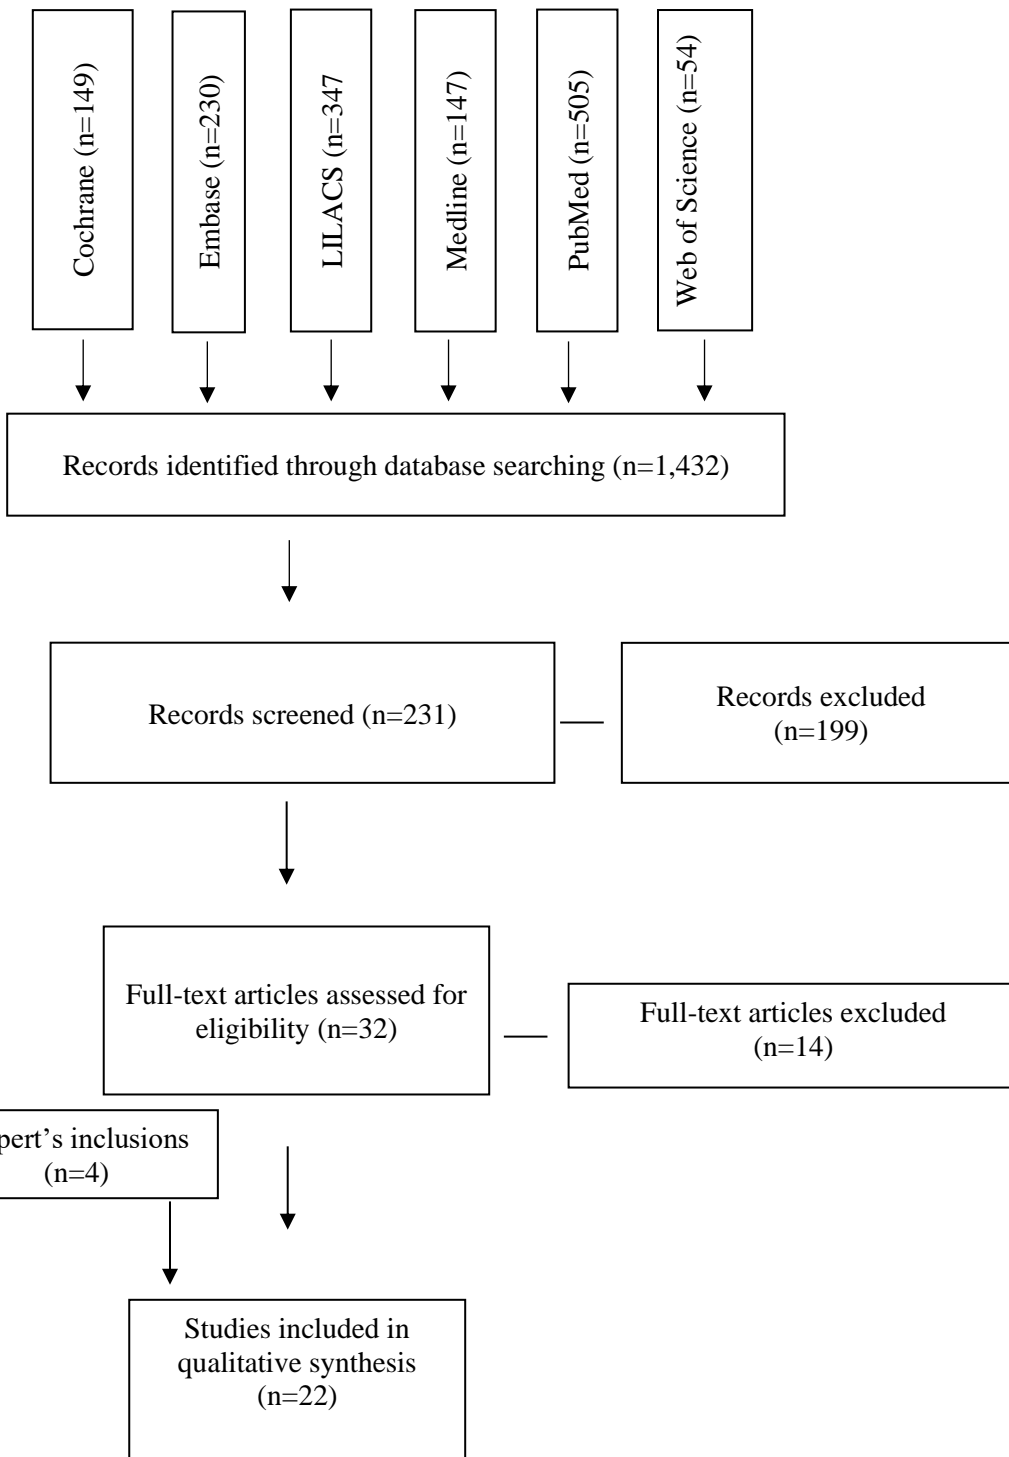 Cochrane (n=149)
Embase (n=230)
LILACS (n=347
Medline (n=147)
PubMed (n=505)
Web of Science (n=54)
Records identified through database searching (n=1,432)
Records screened (n=231)
Records excluded
(n=199)
Full-text articles assessed for
eligibility (n=32)
Full-text articles excluded
(n=14)
pert’s inclusions
(n=4)
Studies included in
qualitative synthesis
(n=22)